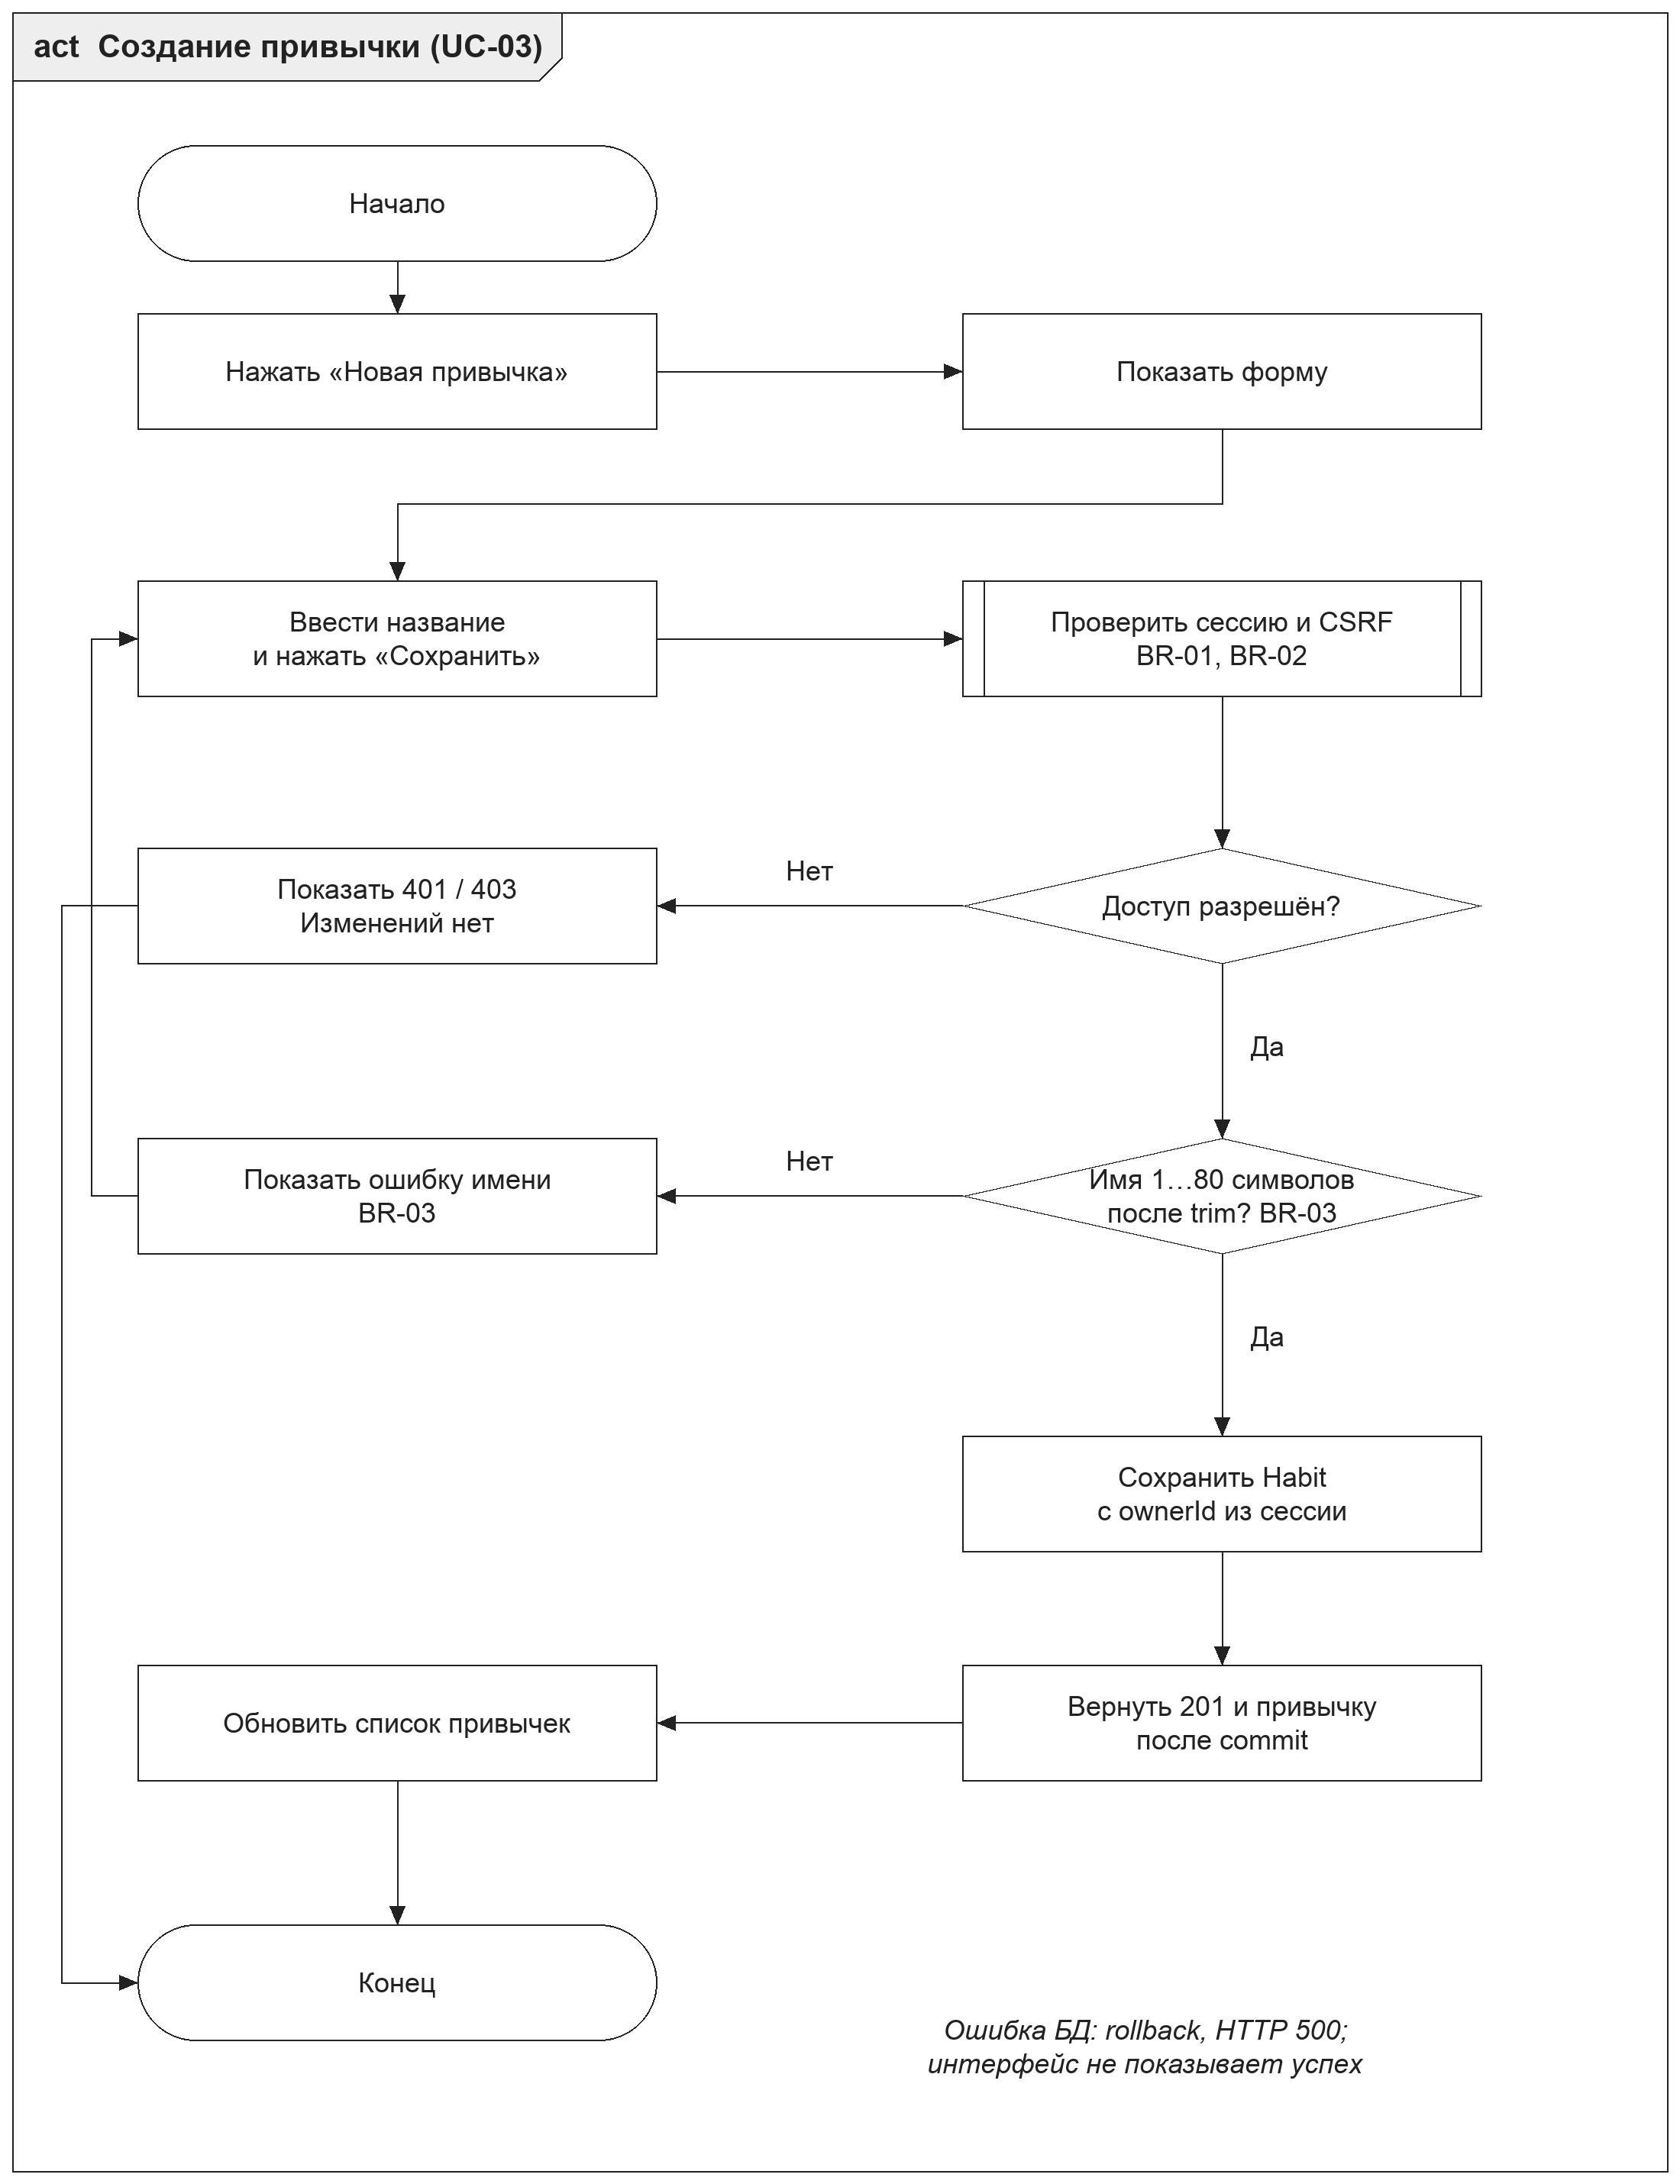 act Создание привычки (UC-03)
Начало
Нажать «Новая привычка»
Показать форму
Ввести название
и нажать «Сохранить»
Проверить сессию и CSRF
BR-01, BR-02
Показать 401 / 403
Изменений нет
Нет
Доступ разрешён?
Да
Показать ошибку имени
BR-03
Нет
Имя 1…80 символов
после trim? BR-03
Да
Сохранить Habit
с ownerId из сессии
Обновить список привычек
Вернуть 201 и привычку
после commit
Конец
Ошибка БД: rollback, HTTP 500;
интерфейс не показывает успех